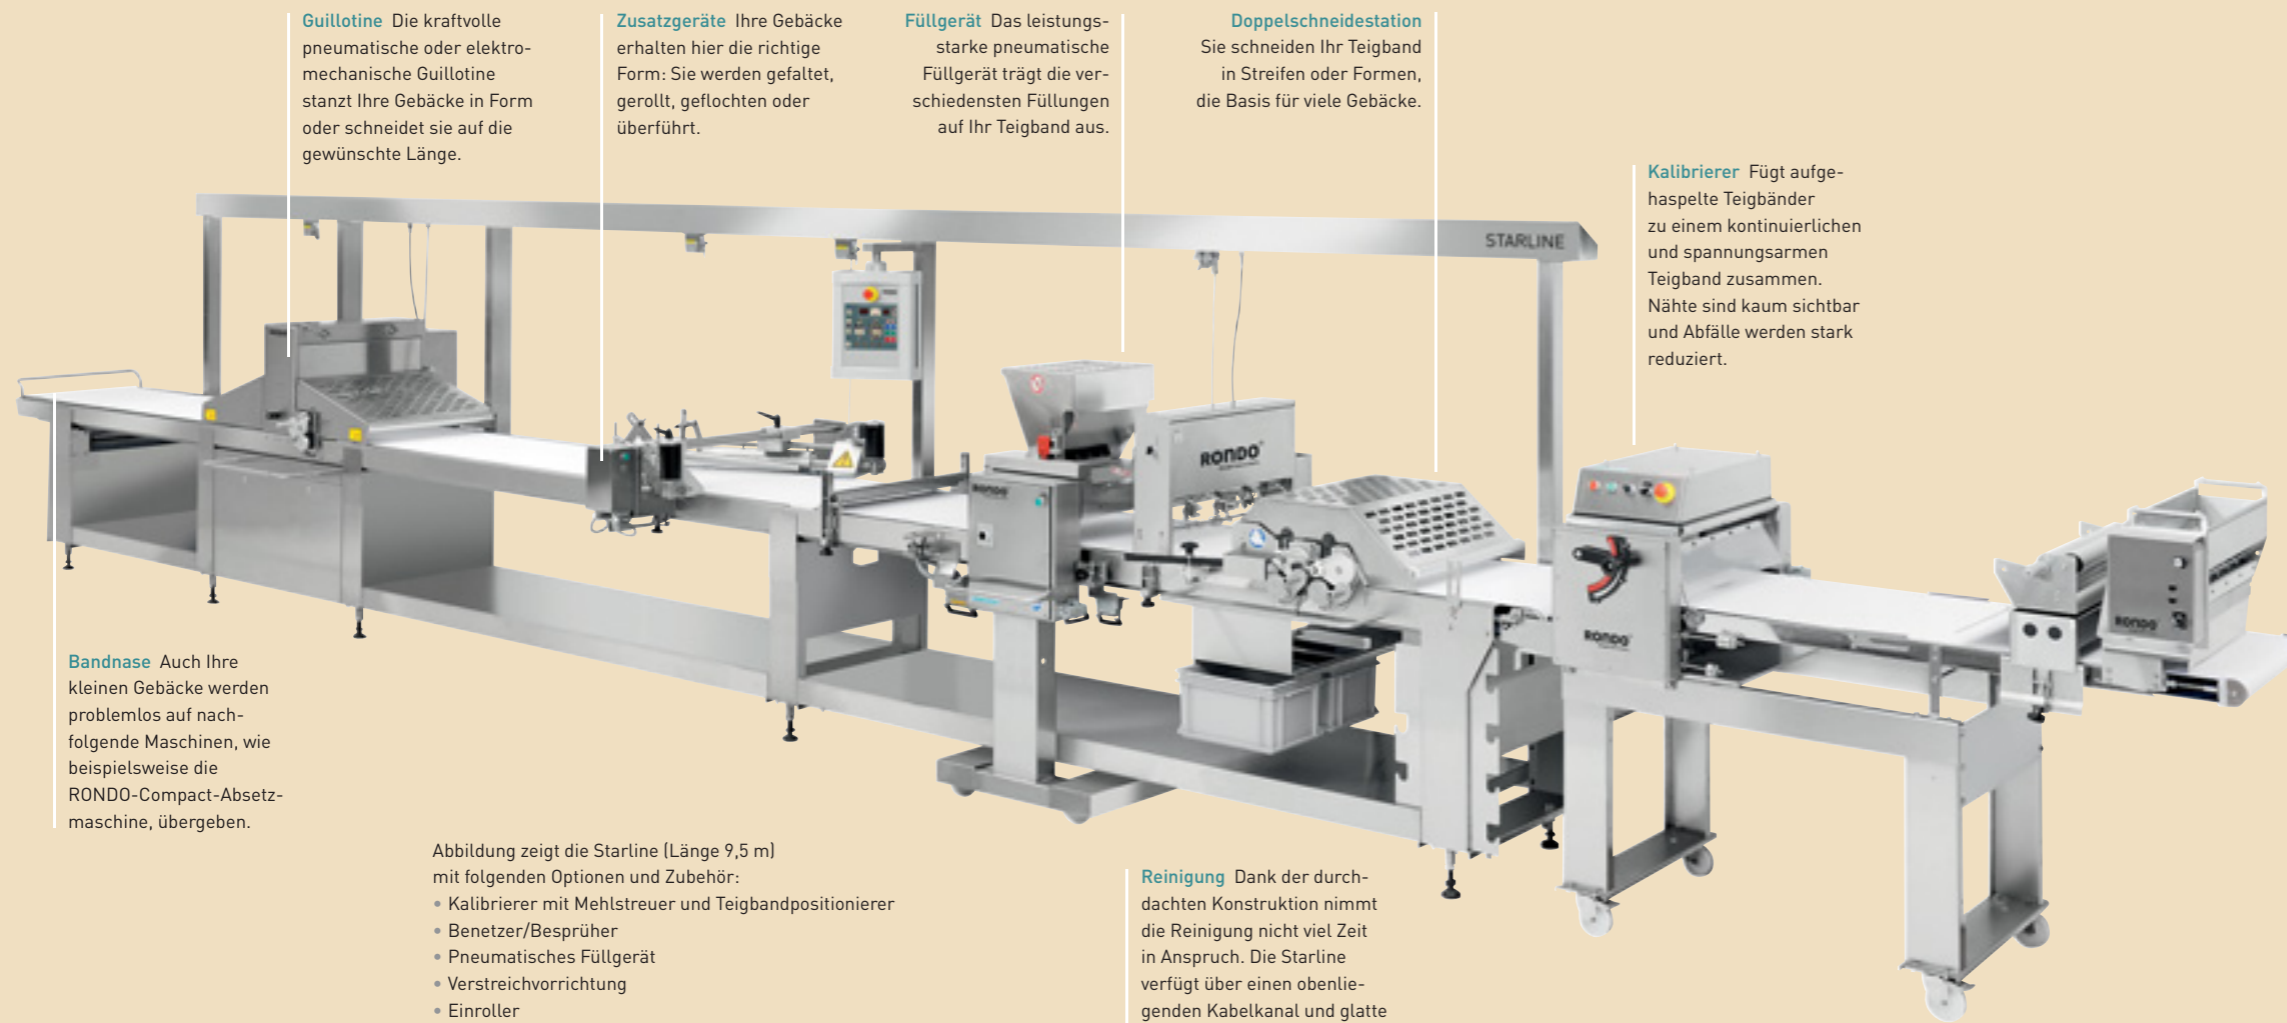 Guillotine Die kraftvolle
pneumatische oder elektro-
mechanische Guillotine
stanzt Ihre Gebäcke in Form
oder schneidet sie auf die
gewünschte Länge.
Zusatzgeräte Ihre Gebäcke
erhalten hier die richtige
Form: Sie werden gefaltet,
gerollt, geflochten oder
überführt.
Füllgerät Das leistungs-
starke pneumatische
Füllgerät trägt die ver-
schiedensten Füllungen
auf Ihr Teigband aus.
Doppelschneidestation
Sie schneiden Ihr Teigband
in Streifen oder Formen,
die Basis für viele Gebäcke.
Kalibrierer Fügt aufge-
haspelte Teigbänder
zu einem kontinuierlichen
und spannungsarmen
Teigband zusammen.
Nähte sind kaum sichtbar
und Abfälle werden stark
reduziert.
STARLINE
RONDO
RONDO
RONDO
RONDO
Bandnase Auch Ihre
kleinen Gebäcke werden
problemlos auf nach-
folgende Maschinen, wie
beispielsweise die
RONDO-Compact-Absetz-
maschine, übergeben.
Abbildung zeigt die Starline (Länge 9,5 m)
mit folgenden Optionen und Zubehör:
• Kalibrierer mit Mehlstreuer und Teigbandpositionierer
• Benetzer/Besprüher
• Pneumatisches Füllgerät
• Verstreichvorrichtung
• Einroller
Reinigung Dank der durch-
dachten Konstruktion nimmt
die Reinigung nicht viel Zeit
in Anspruch. Die Starline
verfügt über einen obenlie-
genden Kabelkanal und glatte